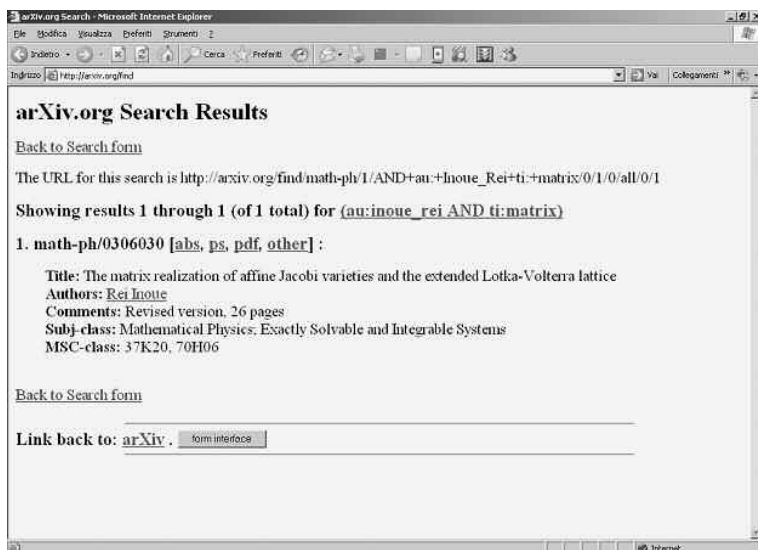 arXiv.org Search - Microsoft Internet Explorer
File Modifica Visualizza Preferiti Strumenti ?
Indietro Cerca Preferiti
Indirizzo http://arxiv.org/find Vai Collegamenti »
arXiv.org Search Results
Back to Search form
The URL for this search is http://arxiv.org/find/math-ph/1/AND+au:+Inoue_Rei+ti:+matrix/0/1/0/all/0/1
Showing results 1 through 1 (of 1 total) for (au:inoue_rei AND ti:matrix)
1. math-ph/0306030 [abs, ps, pdf, other] :
Title: The matrix realization of affine Jacobi varieties and the extended Lotka-Volterra lattice
Authors: Rei Inoue
Comments: Revised version, 26 pages
Subj-class: Mathematical Physics; Exactly Solvable and Integrable Systems
MSC-class: 37K20, 70H06
Back to Search form
Link back to: arXiv . form interface
Internet